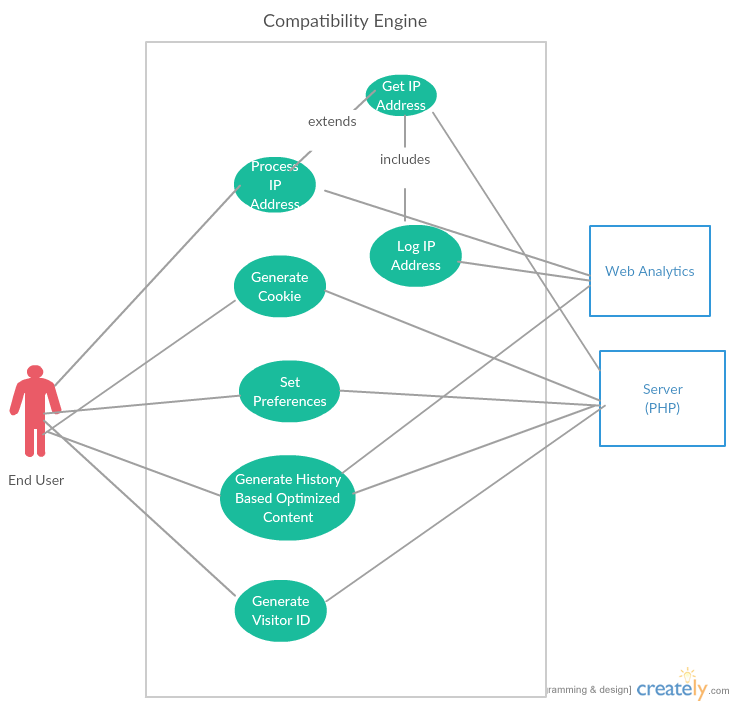 Compatibility Engine
Get IP
Address
extends
includes
Process
IP
Address
Log IP
Address
Web Analytics
Generate
Cookie
Set
Preferences
Server
(PHP)
End User
Generate History
Based Optimized
Content
Generate
Visitor ID
& design]
creately.com